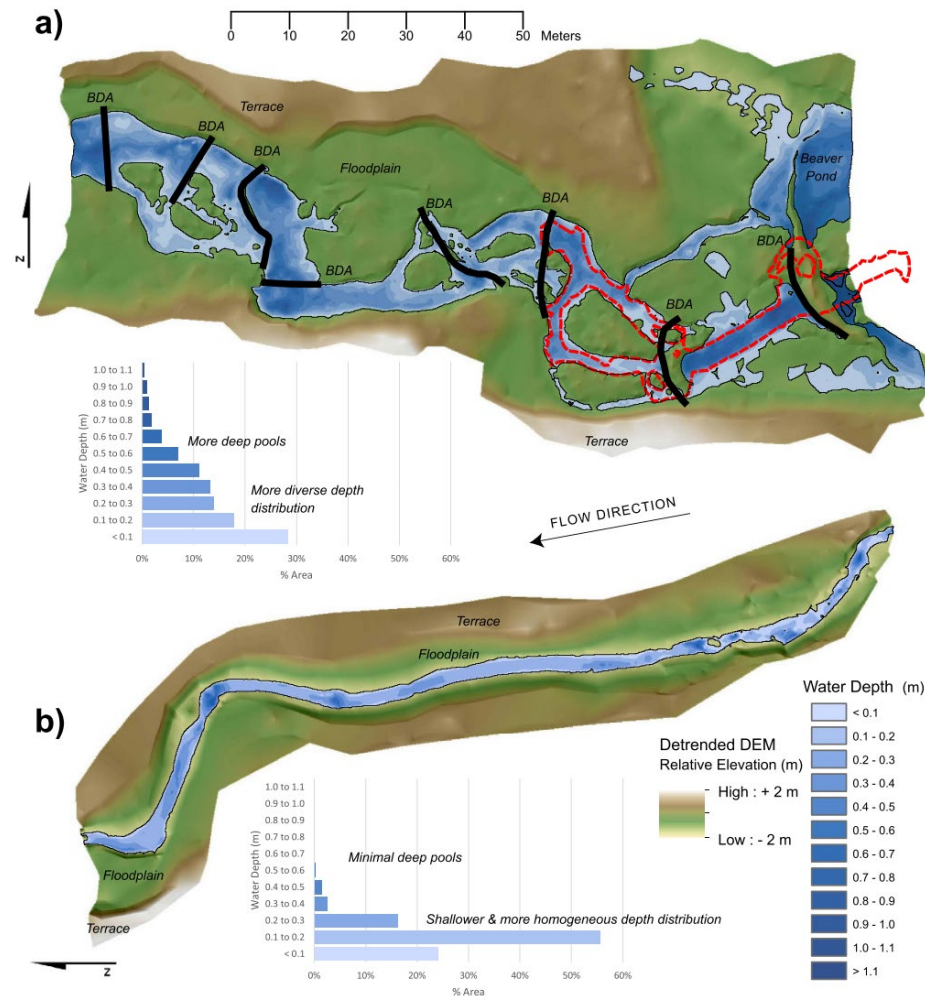 a)
0 10 20 30 40 50 Meters
BDA
BDA
Terrace
BDA
Floodplain
BDA
BDA
BDA
BDA
BDA
Beaver
Pond
Terrace
z
Water Depth (m)
1.0 to 1.1
0.9 to 1.0
0.8 to 0.9
0.7 to 0.8
0.6 to 0.7
0.5 to 0.6
0.4 to 0.5
0.3 to 0.4
0.2 to 0.3
0.1 to 0.2
< 0.1
More deep pools
More diverse depth
distribution
0% 10% 20% 30% 40% 50% 60%
% Area
FLOW DIRECTION
b)
Terrace
Floodplain
Floodplain
Terrace
z
Water Depth (m)
1.0 to 1.1
0.9 to 1.0
0.8 to 0.9
0.7 to 0.8
0.6 to 0.7
0.5 to 0.6
0.4 to 0.5
0.3 to 0.4
0.2 to 0.3
0.1 to 0.2
< 0.1
Minimal deep pools
Shallower & more homogeneous depth distribution
0% 10% 20% 30% 40% 50% 60%
% Area
Detrended DEM
Relative Elevation (m)
High : + 2 m
Low : - 2 m
Water Depth (m)
< 0.1
0.1 - 0.2
0.2 - 0.3
0.3 - 0.4
0.4 - 0.5
0.5 - 0.6
0.6 - 0.7
0.7 - 0.8
0.8 - 0.9
0.9 - 1.0
1.0 - 1.1
> 1.1